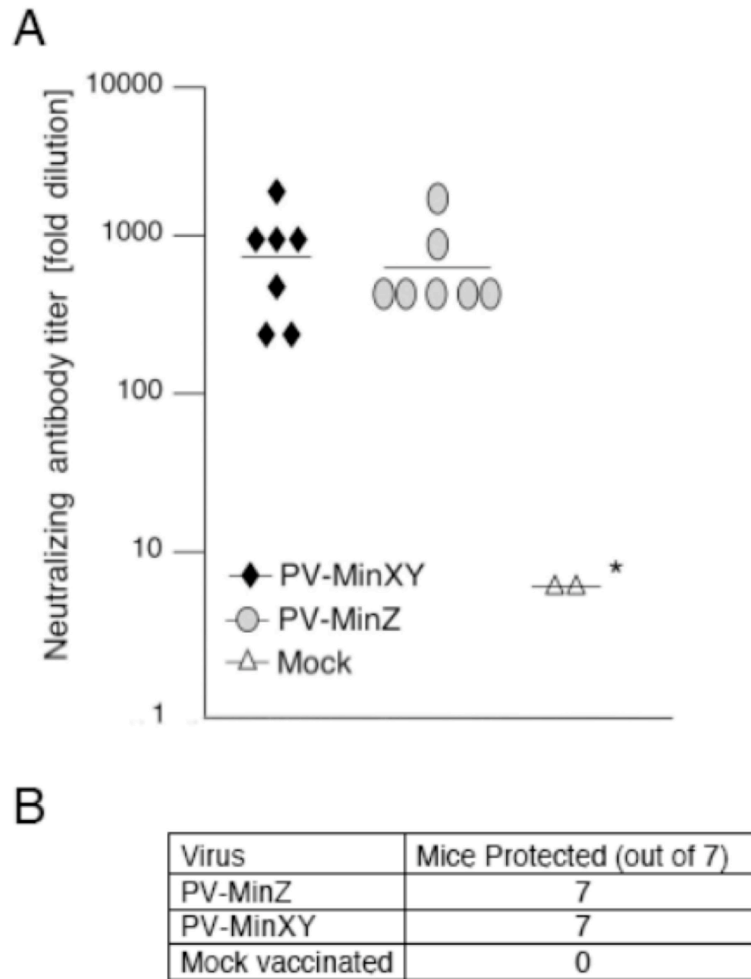 A
Neutralizing antibody titer [fold dilution]
10000
1000
100
10
1
PV-MinXY
PV-MinZ
Mock
*
B
Virus Mice Protected (out of 7)
PV-MinZ 7
PV-MinXY 7
Mock vaccinated 0